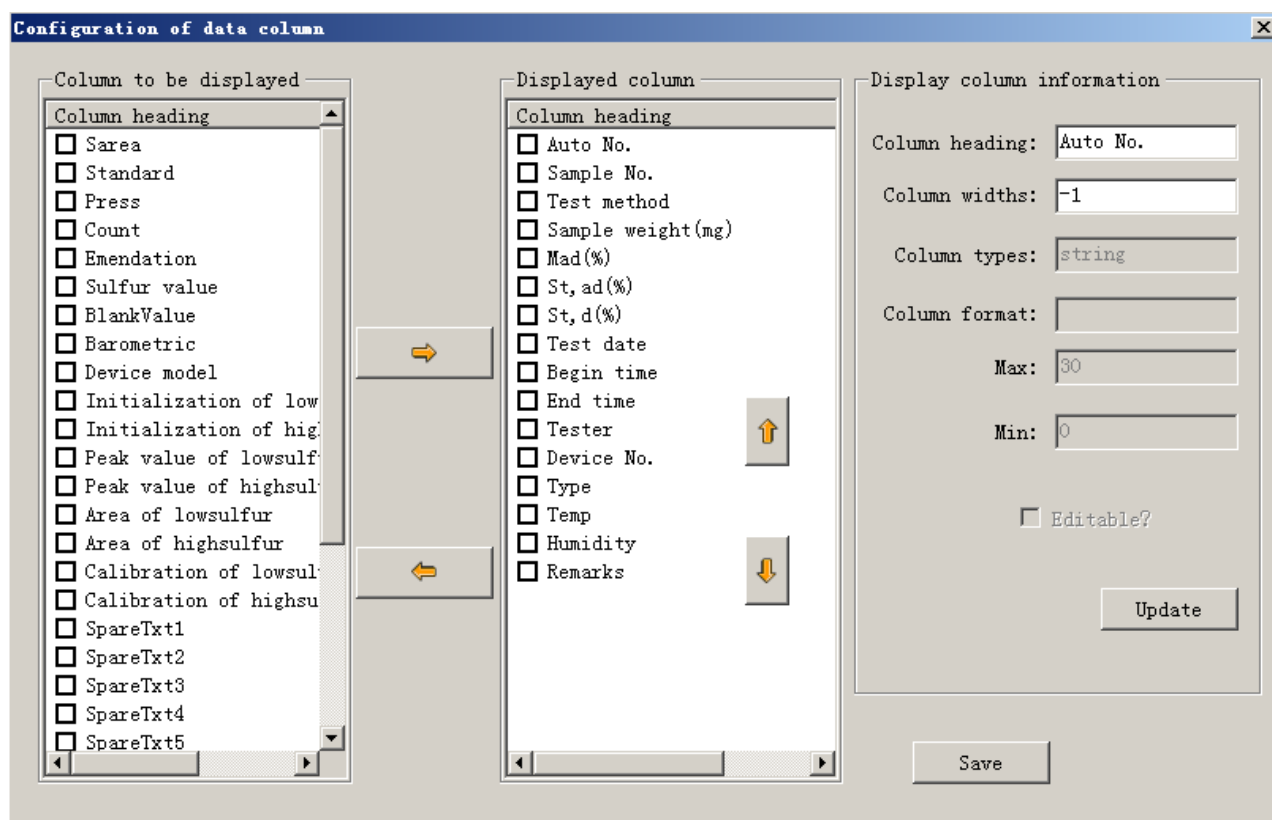 Configuration of data column
Column to be displayed
Column heading
Sarea
Standard
Press
Count
Emendation
Sulfur value
BlankValue
Barometric
Device model
Initialization of low
Initialization of hig
Peak value of lowsulf
Peak value of highsul
Area of lowsulfur
Area of highsulfur
Calibration of lowsul
Calibration of highsu
SpareTxt1
SpareTxt2
SpareTxt3
SpareTxt4
SpareTxt5
Displayed column
Column heading
Auto No.
Sample No.
Test method
Sample weight(mg)
Mad(%)
St,ad(%)
St,d(%)
Test date
Begin time
End time
Tester
Device No.
Type
Temp
Humidity
Remarks
Display column information
Column heading: Auto No.
Column widths: -1
Column types: string
Column format:
Max: 30
Min: 0
Editable?
Update
Save